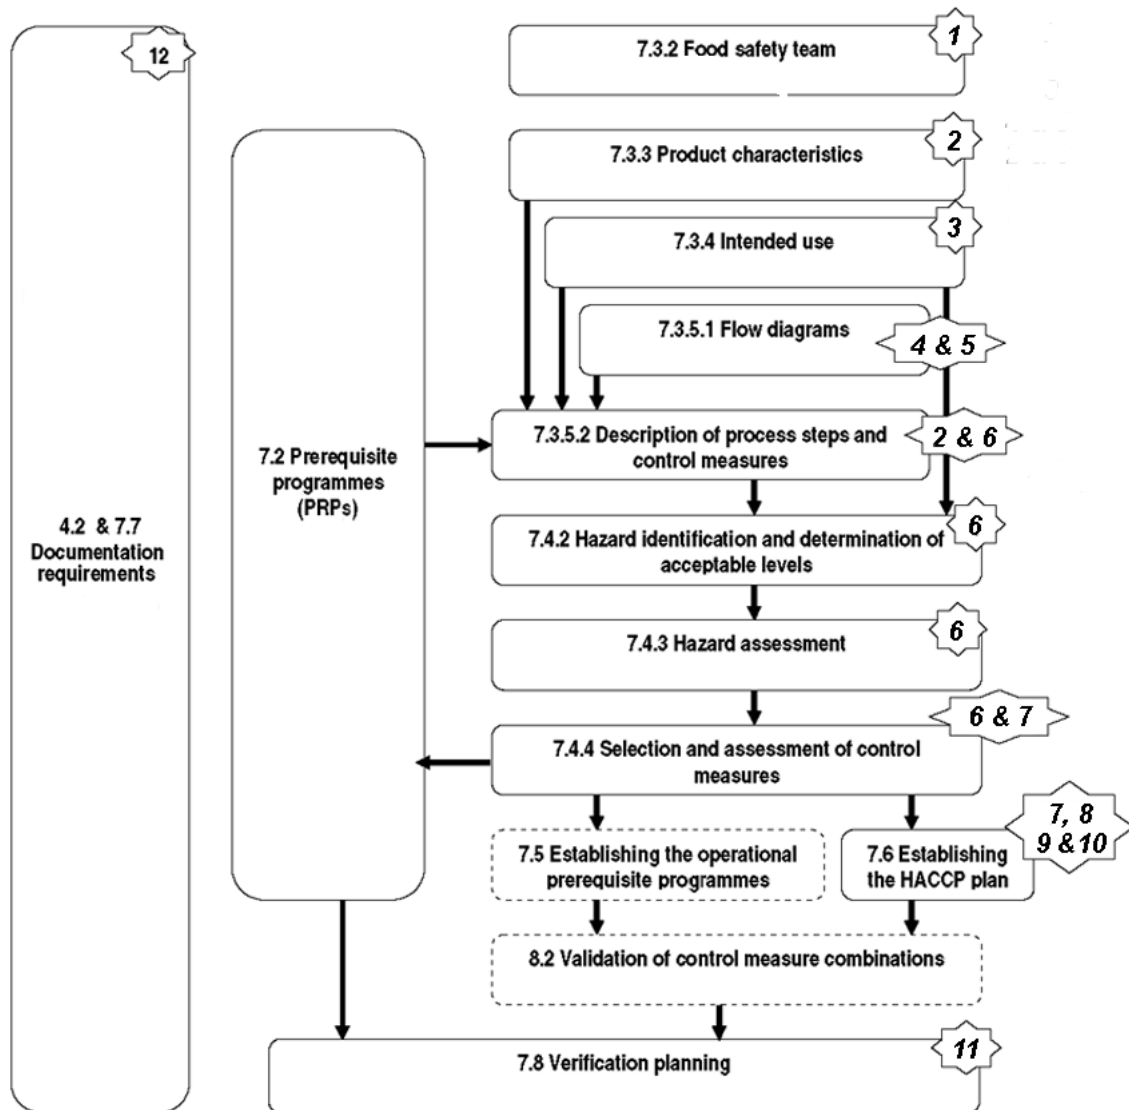 12
1
7.3.2 Food safety team
2
7.3.3 Product characteristics
3
7.3.4 Intended use
7.3.5.1 Flow diagrams
4 & 5
7.3.5.2 Description of process steps and
control measures
2 & 6
7.2 Prerequisite
programmes
(PRPs)
4.2 & 7.7
Documentation
requirements
6
7.4.2 Hazard identification and determination of
acceptable levels
6
7.4.3 Hazard assessment
6 & 7
7.4.4 Selection and assessment of control
measures
7, 8
9 &10
7.5 Establishing the operational
prerequisite programmes
7.6 Establishing
the HACCP plan
8.2 Validation of control measure combinations
11
7.8 Verification planning